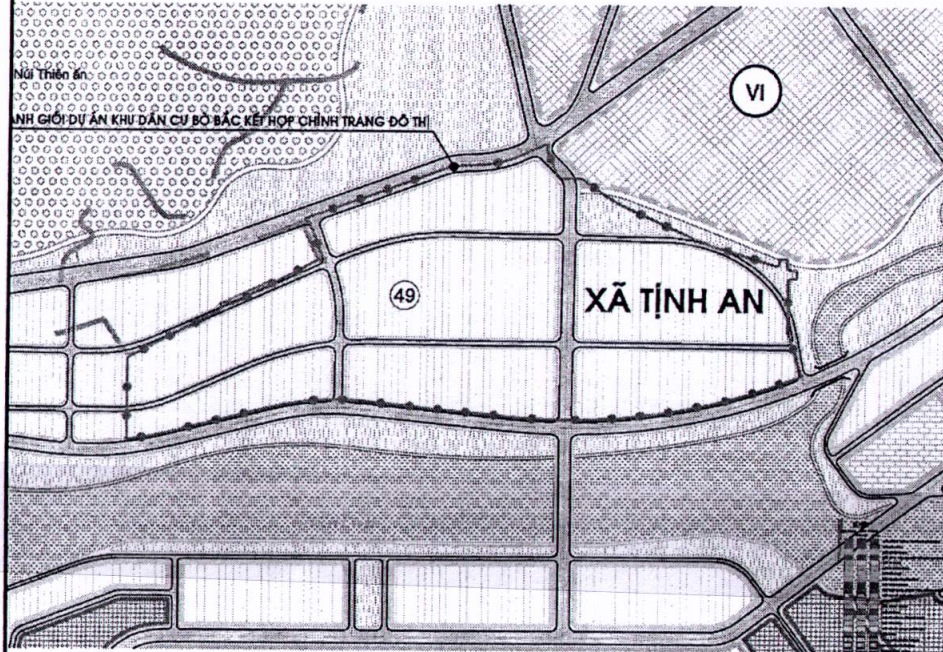 Núi Thiên ấn
VI
ANH GIỚI DỰ ÁN KHU DÂN CƯ BỜ BẮC KẾT HỢP CHỈNH TRANG ĐÔ THỊ
49
XÃ TỊNH AN